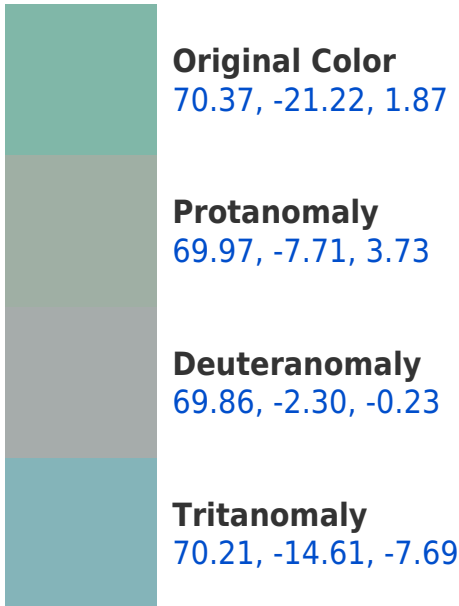 Original Color
70.37, -21.22, 1.87
Protanomaly
69.97, -7.71, 3.73
Deuteranomaly
69.86, -2.30, -0.23
Tritanomaly
70.21, -14.61, -7.69